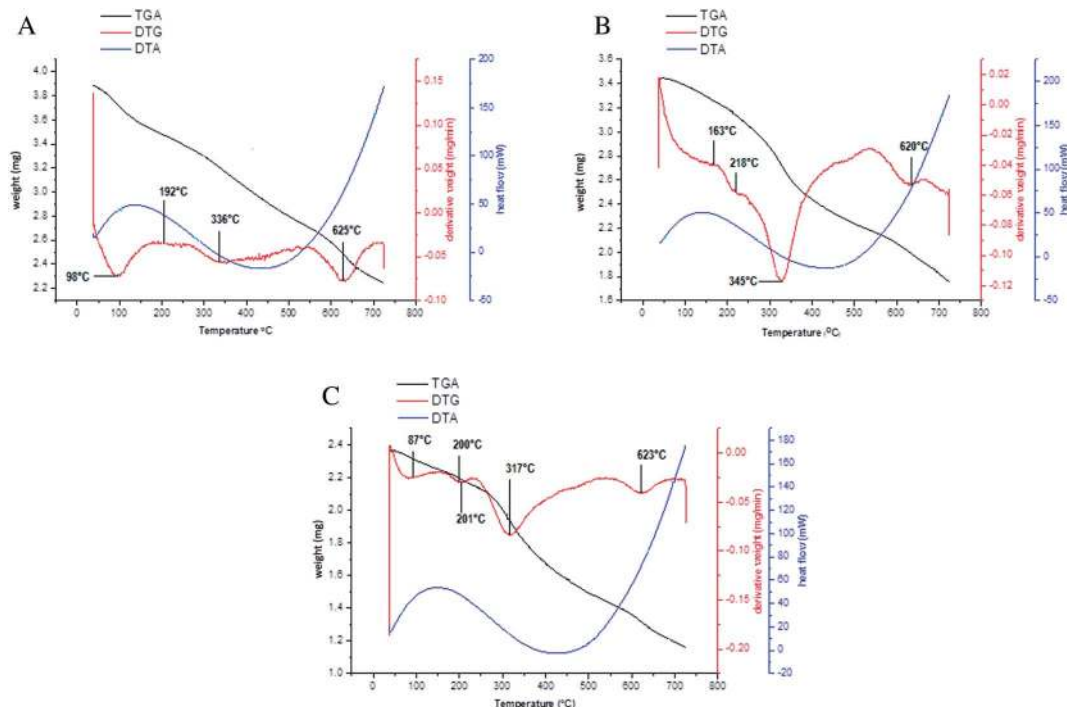 A
TGA
DTG
DTA
4.0
3.8
3.6
3.4
3.2
3.0
2.8
2.6
2.4
2.2
weight (mg)
0.15
0.10
0.05
0.00
-0.05
-0.10
derivative weight (mg/min)
200
150
100
50
0
-50
heat flow (mW)
98°C
192°C
336°C
625°C
0 100 200 300 400 500 600 700 800
Temperature °C
B
TGA
DTG
DTA
3.6
3.4
3.2
3.0
2.8
2.6
2.4
2.2
2.0
1.8
1.6
weight (mg)
0.02
0.00
-0.02
-0.04
-0.06
-0.08
-0.10
-0.12
derivative weight (mg/min)
200
150
100
50
0
-50
heat flow (mW)
163°C
218°C
345°C
620°C
0 100 200 300 400 500 600 700 800
Temperature (°C)
C
TGA
DTG
DTA
2.4
2.2
2.0
1.8
1.6
1.4
1.2
1.0
weight (mg)
0.00
-0.05
-0.10
-0.15
-0.20
derivative weight (mg/min)
180
160
140
120
100
80
60
40
20
0
-20
heat flow (mW)
87°C
200°C
201°C
317°C
623°C
0 100 200 300 400 500 600 700 800
Temperature (°C)